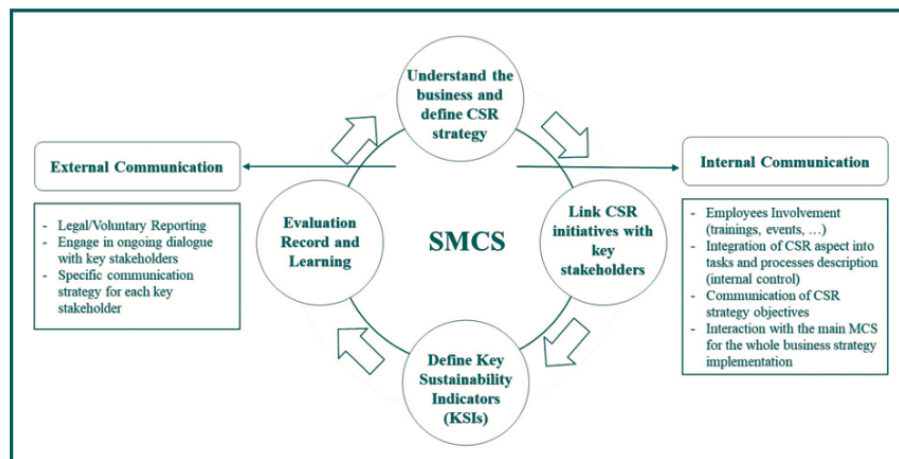 Understand the
business and
define CSR
strategy
External Communication
Internal Communication
- Legal/Voluntary Reporting
- Engage in ongoing dialogue
with key stakeholders
- Specific communication
strategy for each key
stakeholder
Evaluation
Record and
Learning
SMCS
Link CSR
initiatives with
key
stakeholders
- Employees Involvement
(trainings, events, …)
- Integration of CSR aspect into
tasks and processes description
(internal control)
- Communication of CSR
strategy objectives
- Interaction with the main MCS
for the whole business strategy
implementation
Define Key
Sustainability
Indicators
(KSIs)